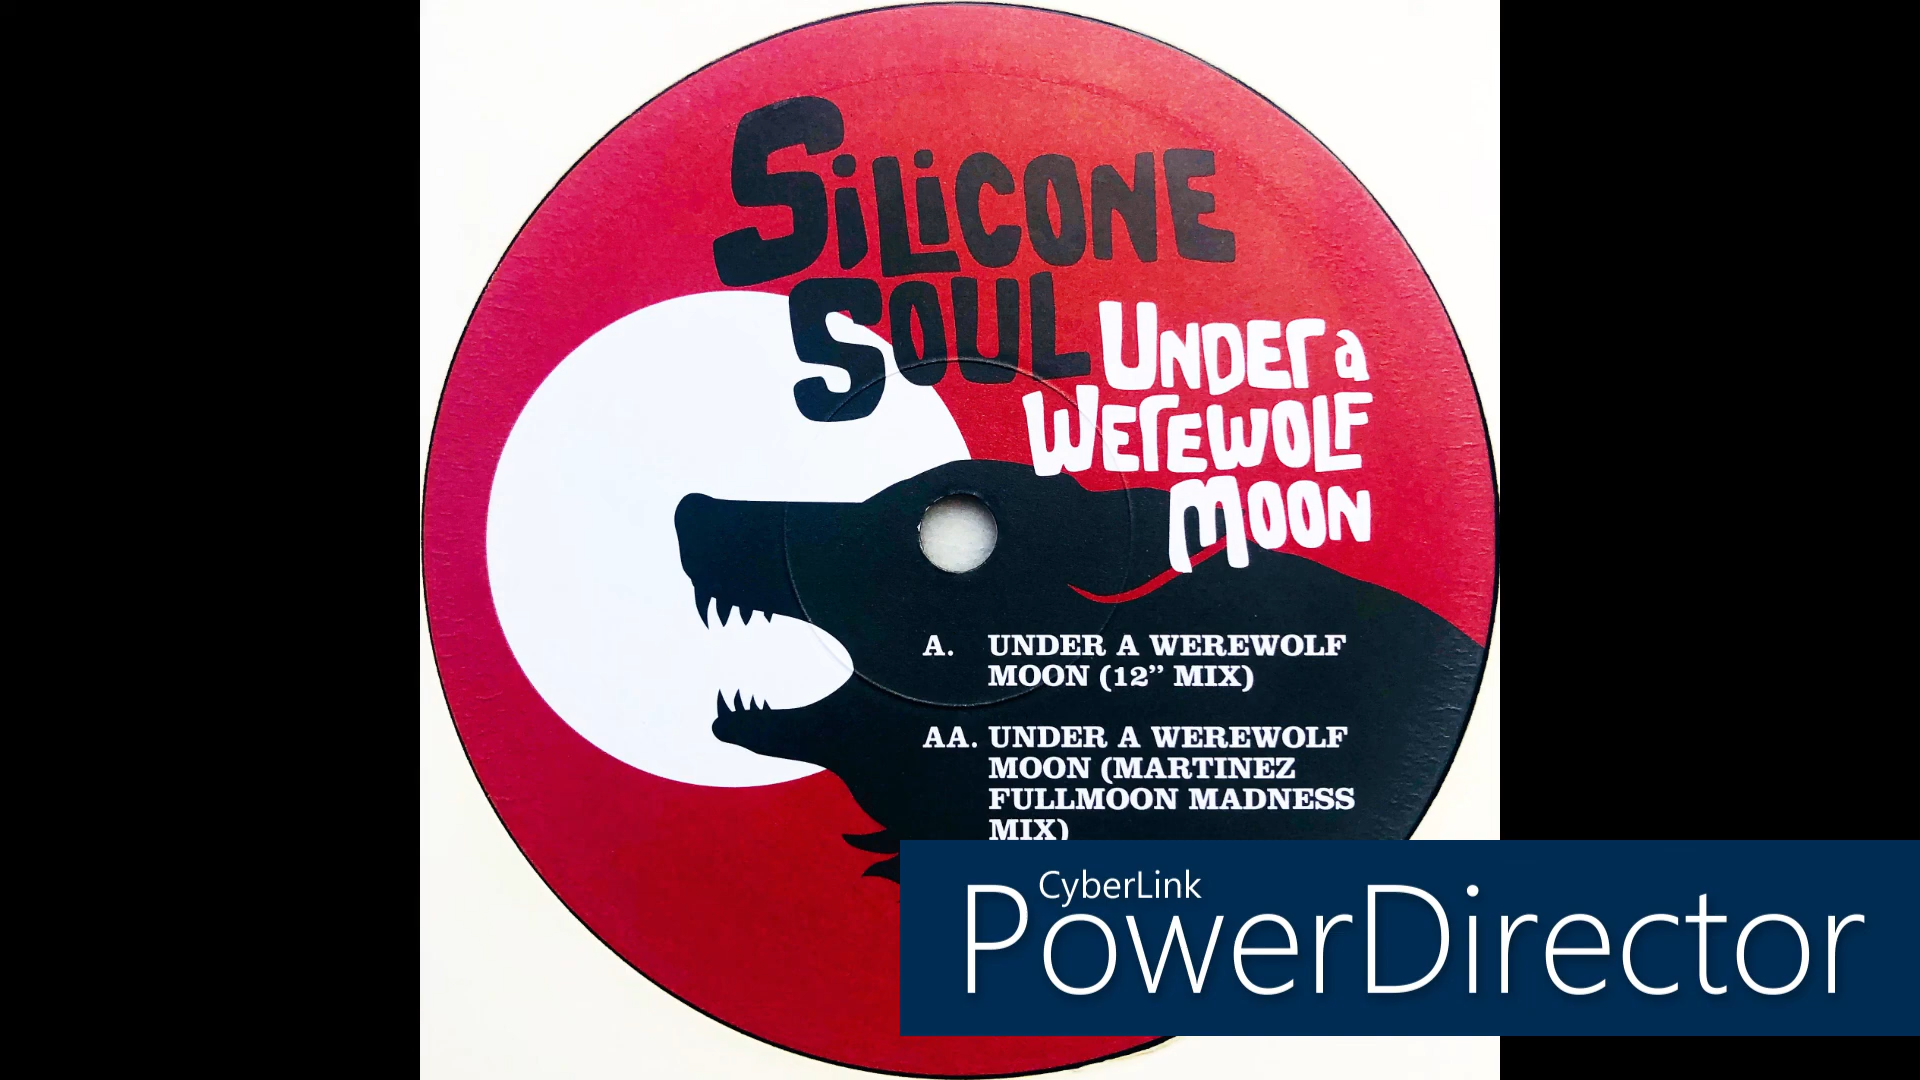 SiLiCONE
SOUL
UNDEr a
WErEWOLF
MOON
A. UNDER A WEREWOLF
MOON (12” MIX)
AA. UNDER A WEREWOLF
MOON (MARTINEZ
FULLMOON MADNESS
MIX)
CyberLink
PowerDirector